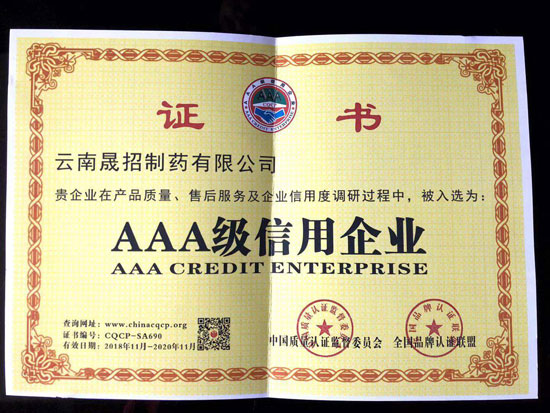 证 书
云南晟招制药有限公司
贵企业在产品质量、售后服务及企业信用度调研过程中，被入选为：
AAA级信用企业
AAA CREDIT ENTERPRISE
查询网址：www.chinacqcp.org
证书编号：CQCP-SA690
有效日期：2018年11月-2020年11月
中国质量认证监督委员会 全国品牌认证联盟